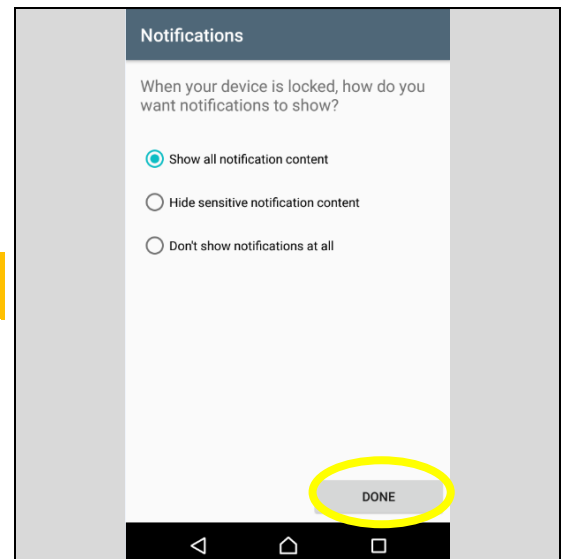 Notifications
When your device is locked, how do you
want notifications to show?
Show all notification content
Hide sensitive notification content
Don't show notifications at all
DONE